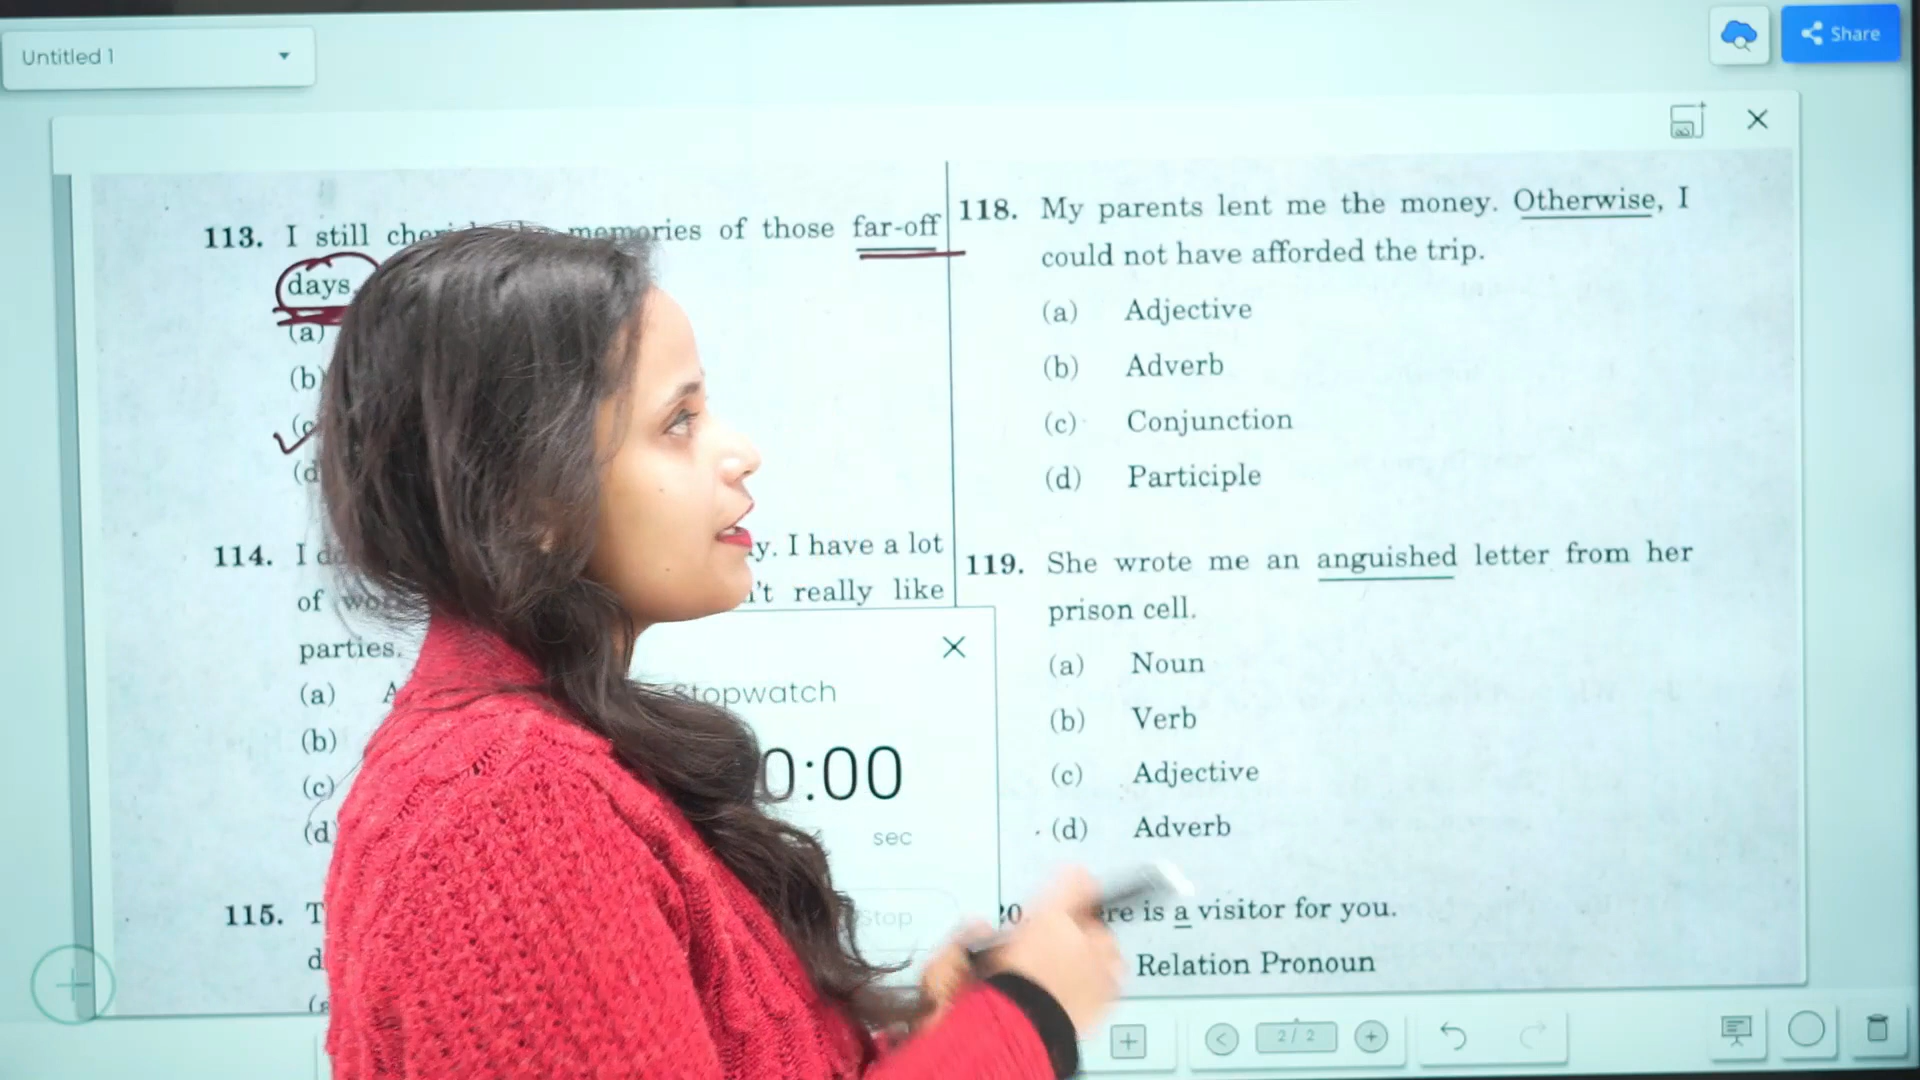 Untitled 1
Share
113. I still memories of those far-off
days
(a)
(b)
(c
(d
114. I y. I have a lot
of 't really like
parties.
(a) A
(b)
(c)
(d)
Stopwatch
0:00
sec
Stop
115. T
d
118. My parents lent me the money. Otherwise, I
could not have afforded the trip.
(a) Adjective
(b) Adverb
(c) Conjunction
(d) Participle
119. She wrote me an anguished letter from her
prison cell.
(a) Noun
(b) Verb
(c) Adjective
(d) Adverb
20. re is a visitor for you.
Relation Pronoun
2 / 2